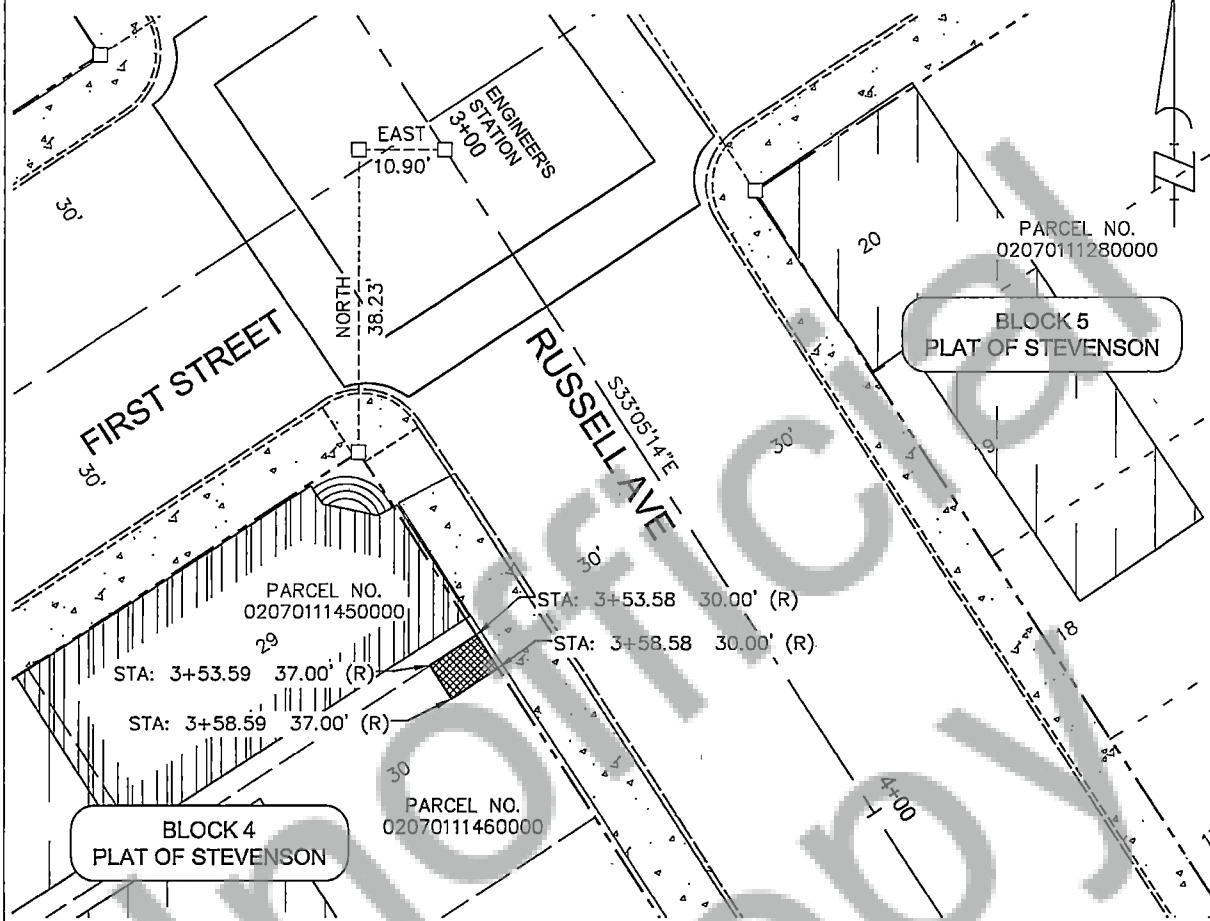 ENGINEER'S
STATION
3+00
EAST
10.90'
30'
NORTH
38.23'
PARCEL NO.
02070111280000
20
BLOCK 5
PLAT OF STEVENSON
FIRST STREET
30'
RUSSELL AVE
S33°05'14"E
30'
9
30'
PARCEL NO.
02070111450000
29
STA: 3+53.58 30.00' (R)
STA: 3+58.58 30.00' (R)
18
STA: 3+53.59 37.00' (R)
STA: 3+58.59 37.00' (R)
30
PARCEL NO.
02070111460000
4+00
BLOCK 4
PLAT OF STEVENSON
Unofficial
Copy